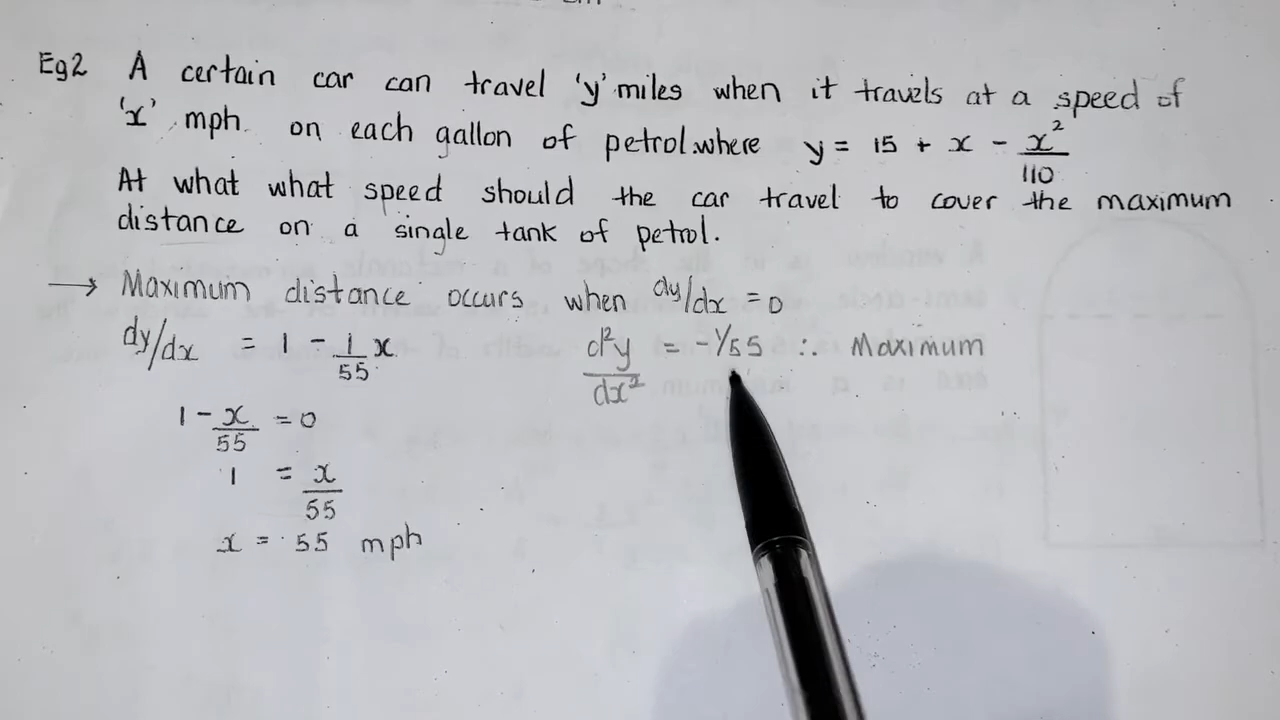 Eg2 A certain car can travel 'y' miles when it travels at a speed of
'x' mph on each gallon of petrol.where y = 15 + x - x²/110
At what what speed should the car travel to cover the maximum
distance on a single tank of petrol.
→ Maximum distance occurs when dy/dx = 0
dy/dx = 1 - 1/55 x
d²y/dx² = -1/55 ∴ Maximum
1 - x/55 = 0
1 = x/55
x = 55 mph